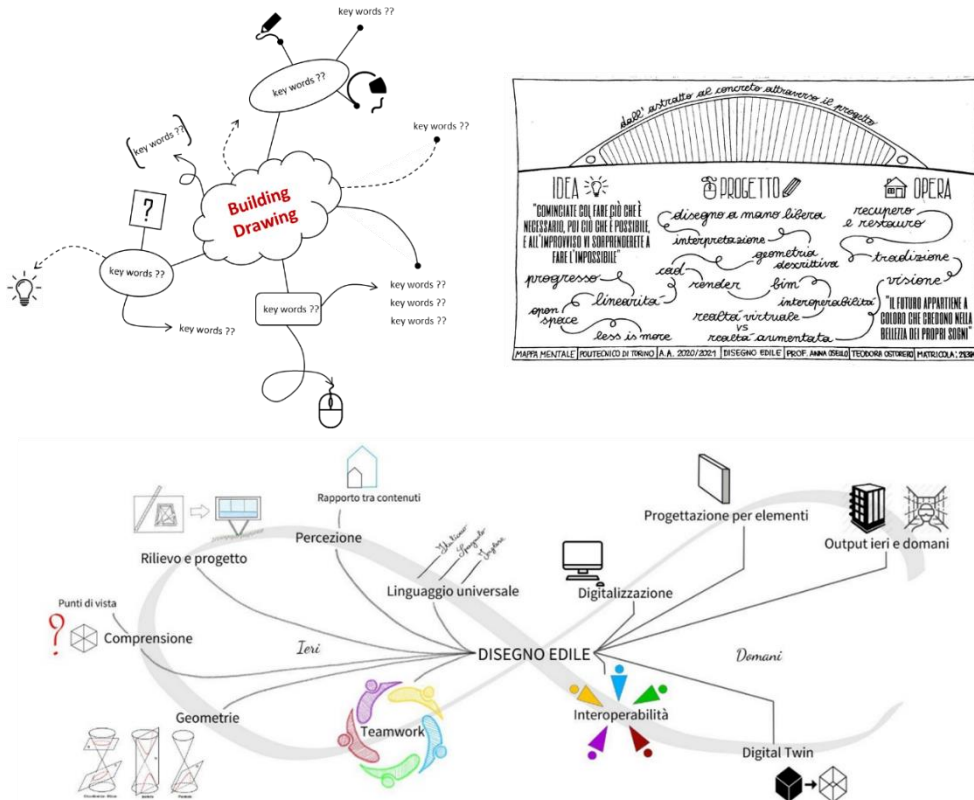 key words ??
key words ??
key words ??
key words ??
key words ??
Building
Drawing
key words ??
key words ??
key words ??
key words ??
key words ??
key words ??
dall'astratto al concreto attraverso il progetto
IDEA
"COMINCIATE COL FARE CIÒ CHE È
NECESSARIO, POI CIÒ CHE È POSSIBILE,
E ALL'IMPROVVISO VI SORPRENDERETE A
FARE L'IMPOSSIBILE"
progresso
linearità
open
space
less is more
PROGETTO
disegno a mano libera
interpretazione
geometria
descrittiva
cad
render
bim
interoperabilità
realtà virtuale
VS
realtà aumentata
OPERA
recupero
e restauro
tradizione
visione
"IL FUTURO APPARTIENE A
COLORO CHE CREDONO NELLA
BELLEZZA DEI PROPRI SOGNI"
MAPPA MENTALE POLITECNICO DI TORINO A.A. 2020/2021 DISEGNO EDILE PROF. ANNA OSELLO TEODORA OSTORERO MATRICOLA:
Rapporto tra contenuti
Rilievo e progetto
Percezione
Italiano
Spagnolo
Inglese
Linguaggio universale
Progettazione per elementi
Output ieri e domani
Digitalizzazione
Punti di vista
?
Comprensione
Ieri
DISEGNO EDILE
Domani
Geometrie
Teamwork
Interoperabilità
Digital Twin